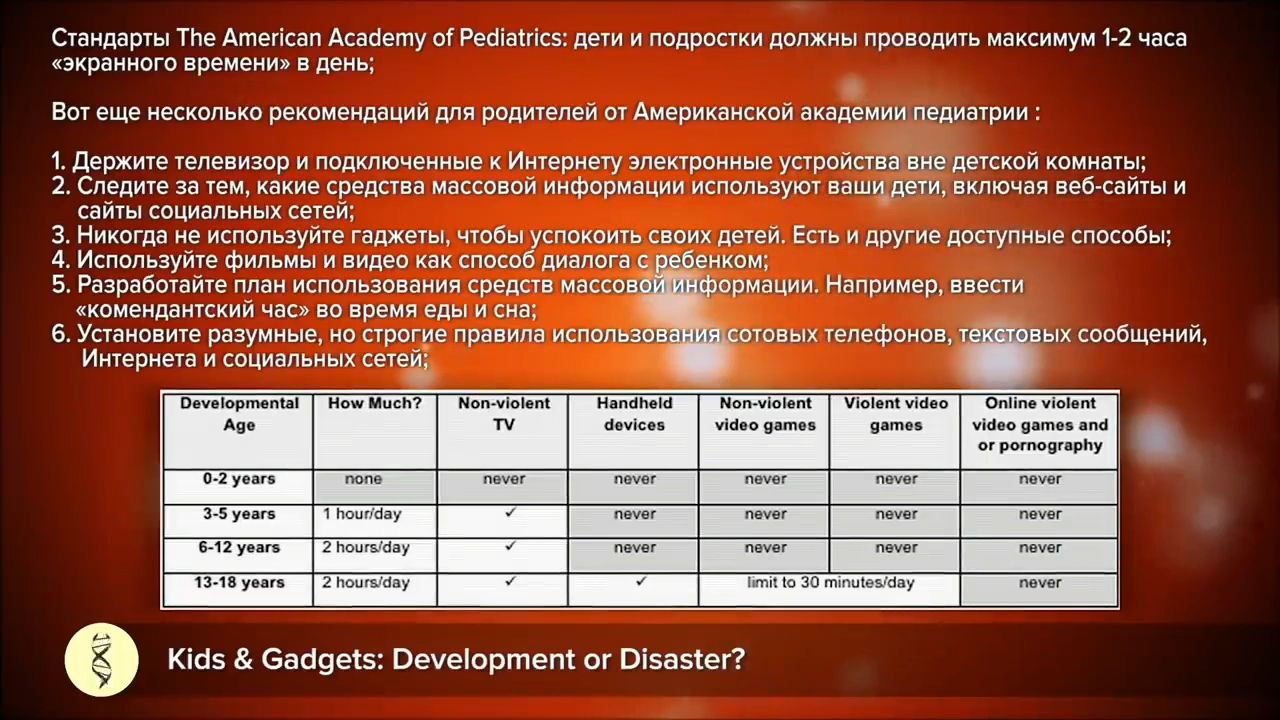 Стандарты The American Academy of Pediatrics: дети и подростки должны проводить максимум 1-2 часа
«экранного времени» в день;
Вот еще несколько рекомендаций для родителей от Американской академии педиатрии :
1. Держите телевизор и подключенные к Интернету электронные устройства вне детской комнаты;
2. Следите за тем, какие средства массовой информации используют ваши дети, включая веб-сайты и
сайты социальных сетей;
3. Никогда не используйте гаджеты, чтобы успокоить своих детей. Есть и другие доступные способы;
4. Используйте фильмы и видео как способ диалога с ребенком;
5. Разработайте план использования средств массовой информации. Например, ввести
«комендантский час» во время еды и сна;
6. Установите разумные, но строгие правила использования сотовых телефонов, текстовых сообщений,
Интернета и социальных сетей;
Developmental Age How Much? Non-violent TV Handheld devices Non-violent video games Violent video games Online violent video games and or pornography
0-2 years none never never never never never
3-5 years 1 hour/day ✓ never never never never
6-12 years 2 hours/day ✓ never never never never
13-18 years 2 hours/day ✓ ✓ limit to 30 minutes/day never
Kids & Gadgets: Development or Disaster?